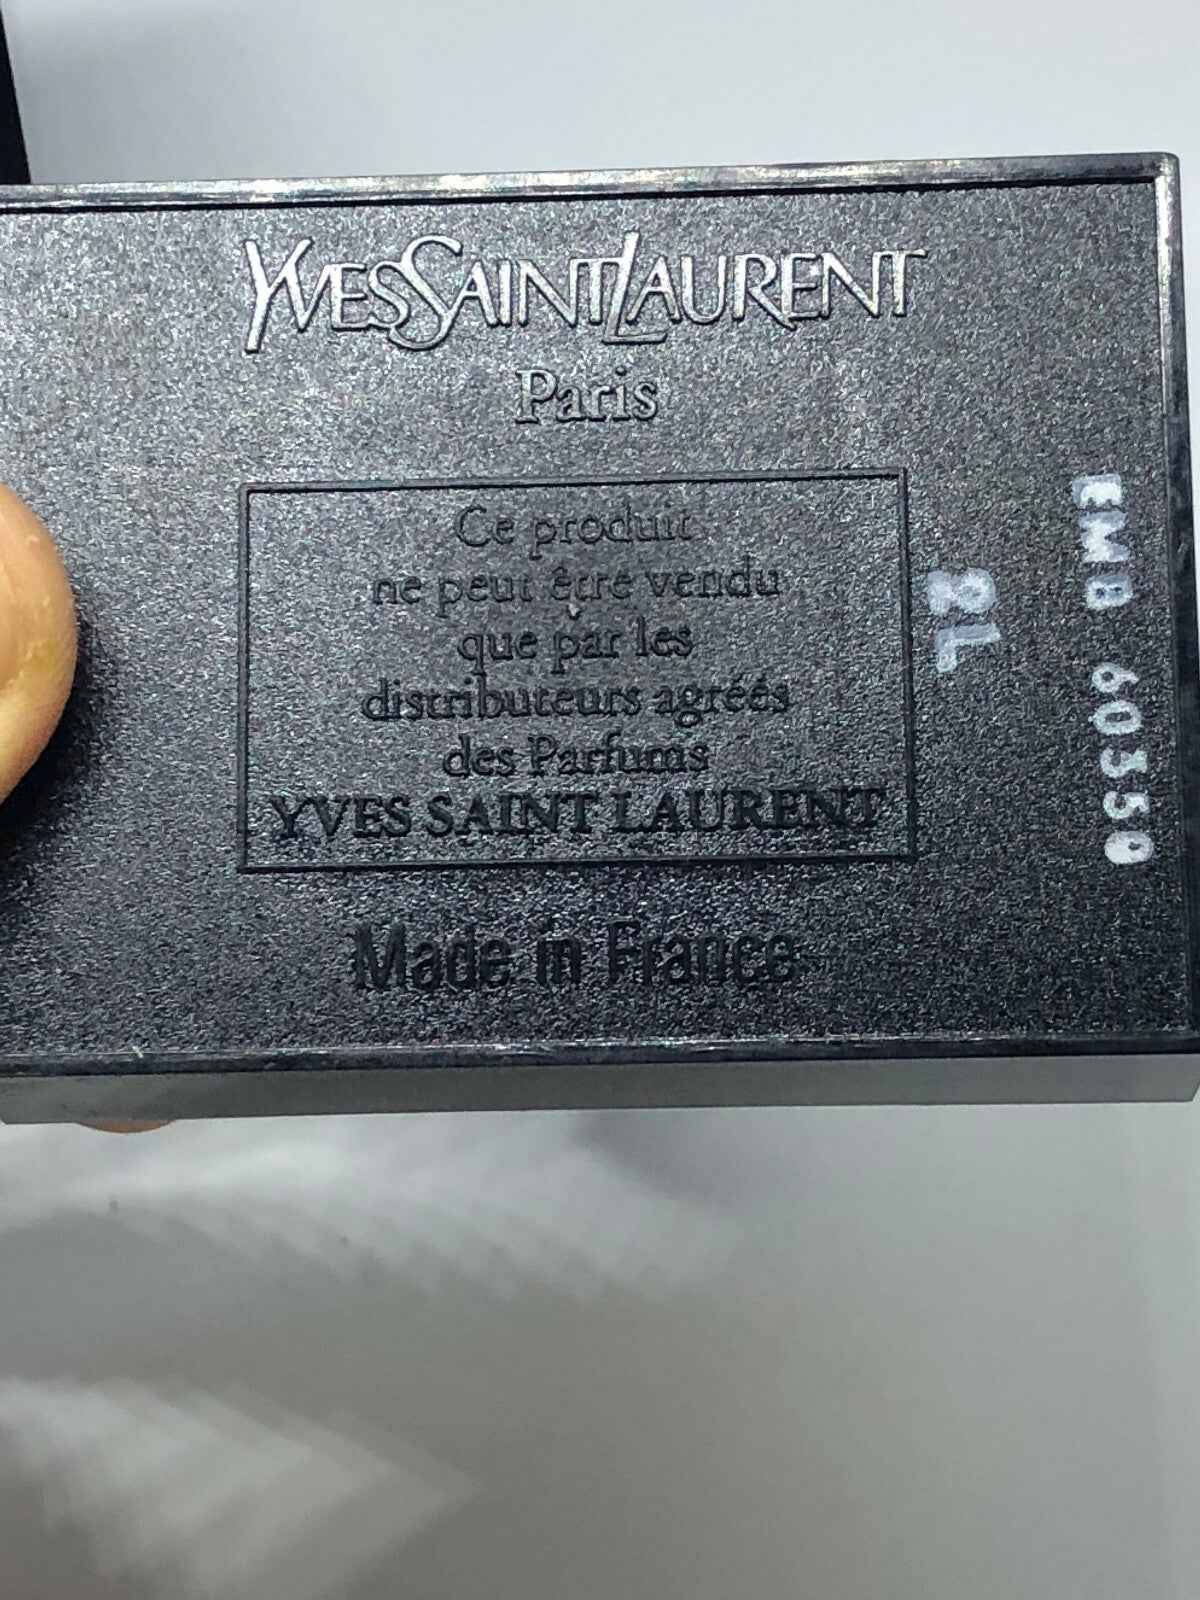 YVESSAINTLAURENT
Paris
Ce produit
ne peut être vendu
que par les
distributeurs agréés
des Parfums
YVES SAINT LAURENT
Made in France
2L
EMB 60350